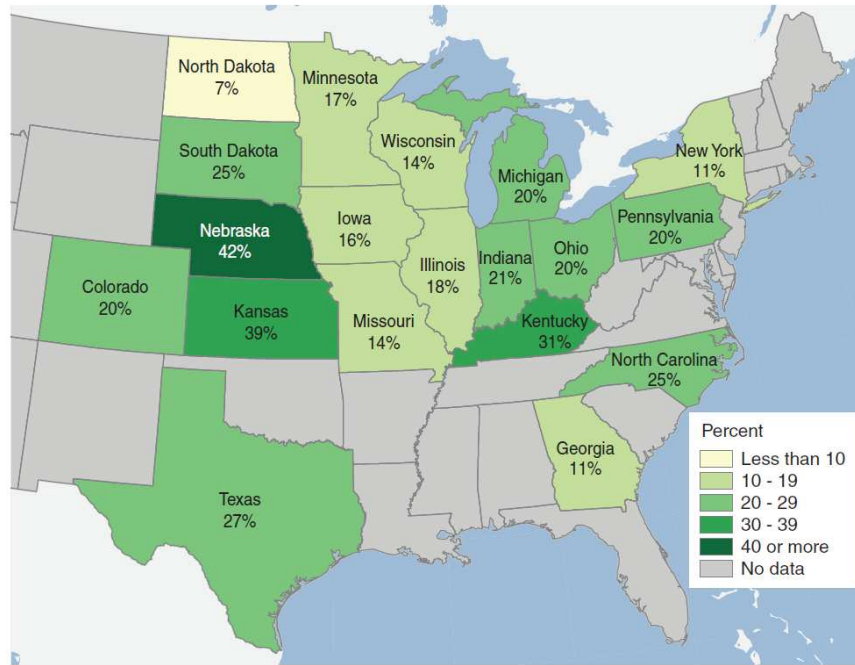 North Dakota
7%
Minnesota
17%
Wisconsin
14%
Michigan
20%
New York
11%
South Dakota
25%
Nebraska
42%
Iowa
16%
Illinois
18%
Indiana
21%
Ohio
20%
Pennsylvania
20%
Colorado
20%
Kansas
39%
Missouri
14%
Kentucky
31%
North Carolina
25%
Georgia
11%
Texas
27%
Percent
Less than 10
10 - 19
20 - 29
30 - 39
40 or more
No data